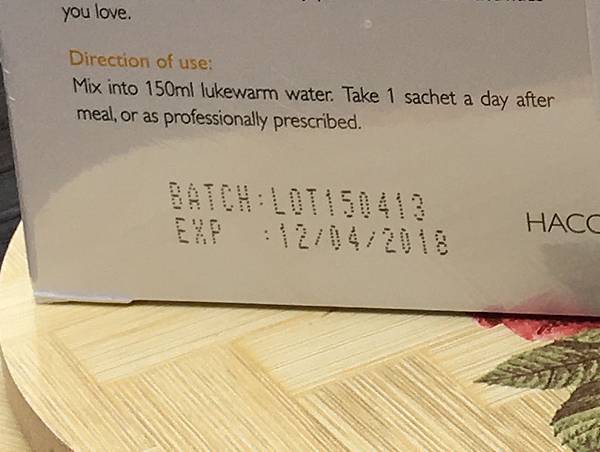 you love.
Direction of use:
Mix into 150ml lukewarm water. Take 1 sachet a day after
meal, or as professionally prescribed.
BATCH:LOT150413
EXP :12/04/2018
HACC